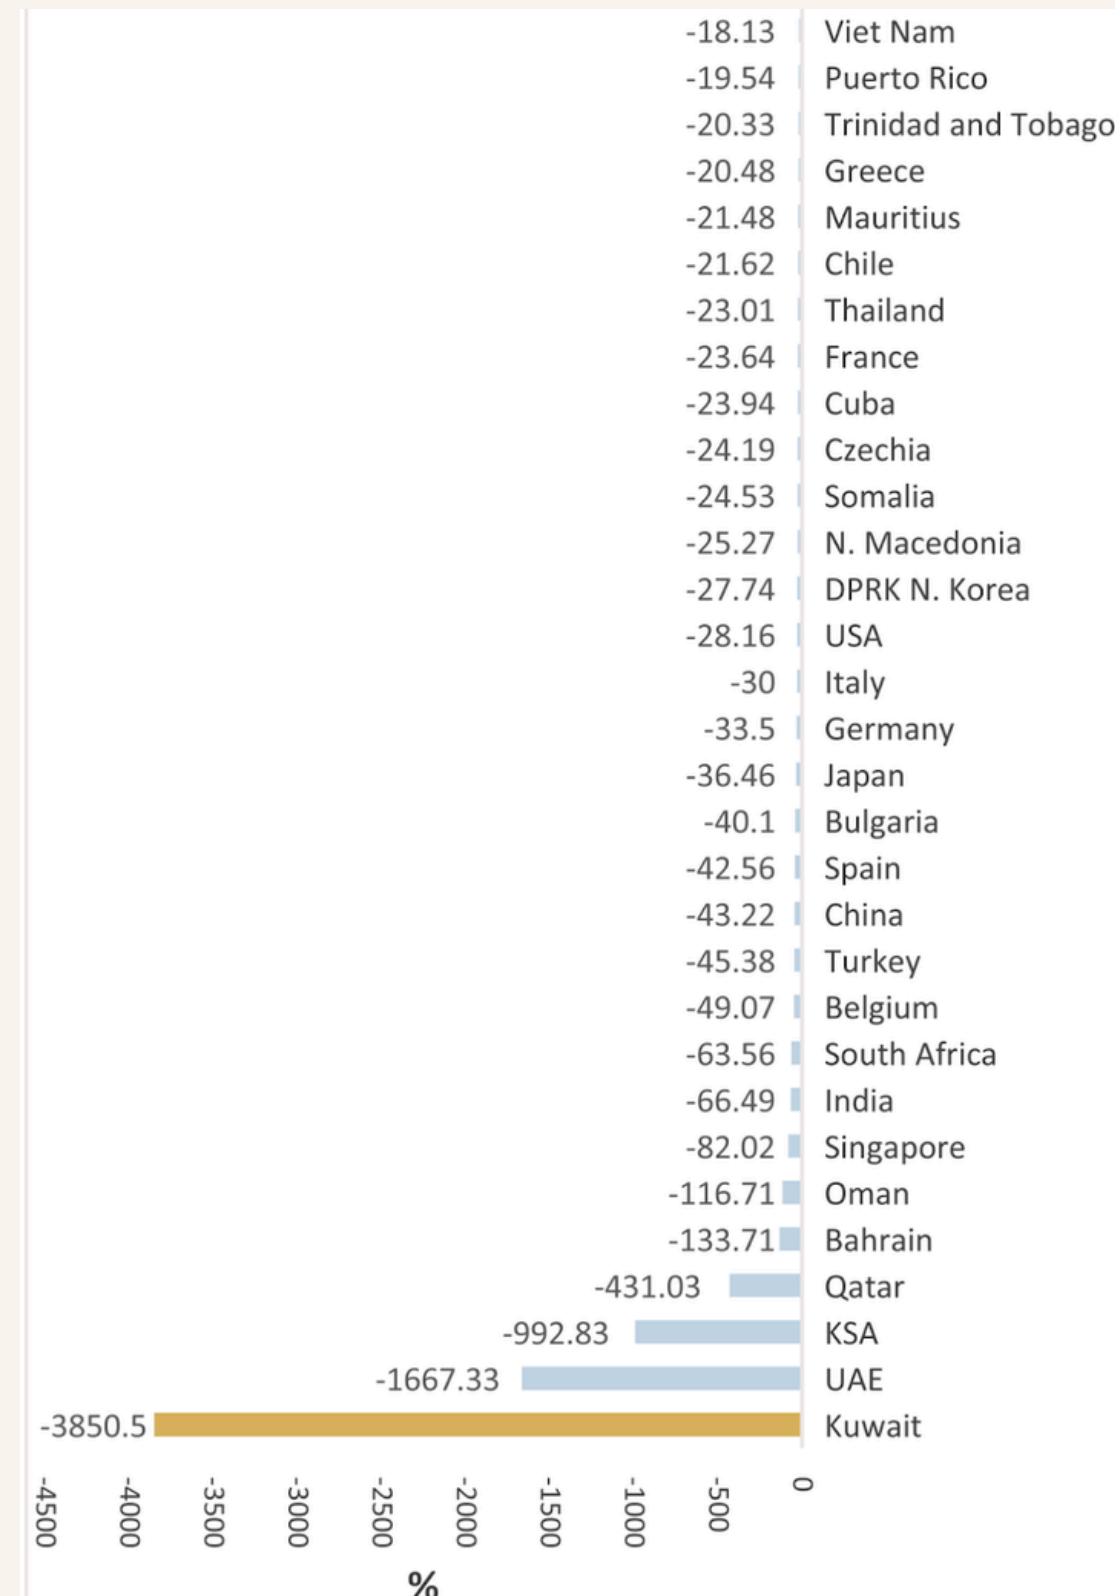 -18.13 Viet Nam
-19.54 Puerto Rico
-20.33 Trinidad and Tobago
-20.48 Greece
-21.48 Mauritius
-21.62 Chile
-23.01 Thailand
-23.64 France
-23.94 Cuba
-24.19 Czechia
-24.53 Somalia
-25.27 N. Macedonia
-27.74 DPRK N. Korea
-28.16 USA
-30 Italy
-33.5 Germany
-36.46 Japan
-40.1 Bulgaria
-42.56 Spain
-43.22 China
-45.38 Turkey
-49.07 Belgium
-63.56 South Africa
-66.49 India
-82.02 Singapore
-116.71 Oman
-133.71 Bahrain
-431.03 Qatar
-992.83 KSA
-1667.33 UAE
-3850.5 Kuwait
-4500 -4000 -3500 -3000 -2500 -2000 -1500 -1000 -500 0
%